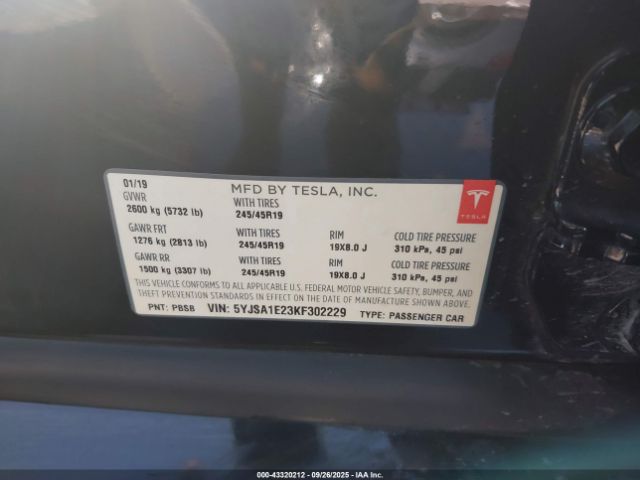 01/19
MFD BY TESLA, INC.
TESLA
GVWR
WITH TIRES
2600 kg (5732 lb)
245/45R19
GAWR FRT
WITH TIRES
RIM
COLD TIRE PRESSURE
1276 kg (2813 lb)
245/45R19
19X8.0 J
310 kPa, 45 psi
GAWR RR
WITH TIRES
RIM
COLD TIRE PRESSURE
1500 kg (3307 lb)
245/45R19
19X8.0 J
310 kPa, 45 psi
THIS VEHICLE CONFORMS TO ALL APPLICABLE U.S. FEDERAL MOTOR VEHICLE SAFETY, BUMPER, AND
THEFT PREVENTION STANDARDS IN EFFECT ON THE DATE OF MANUFACTURE SHOWN ABOVE.
PNT: PBSB
VIN: 5YJSA1E23KF302229
TYPE: PASSENGER CAR
000-43320212 - 09/26/2025 - IAA Inc.